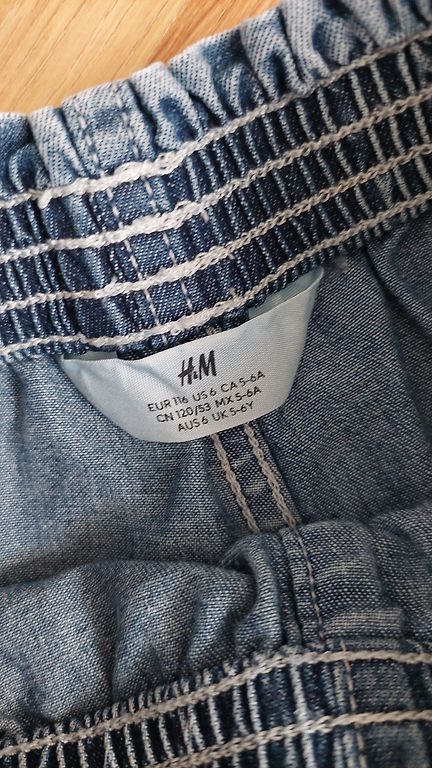 H&M
EUR 116 US 6 CA 5-6A
CN 120/53 MX 5-6A
AUS 6 UK 5-6Y